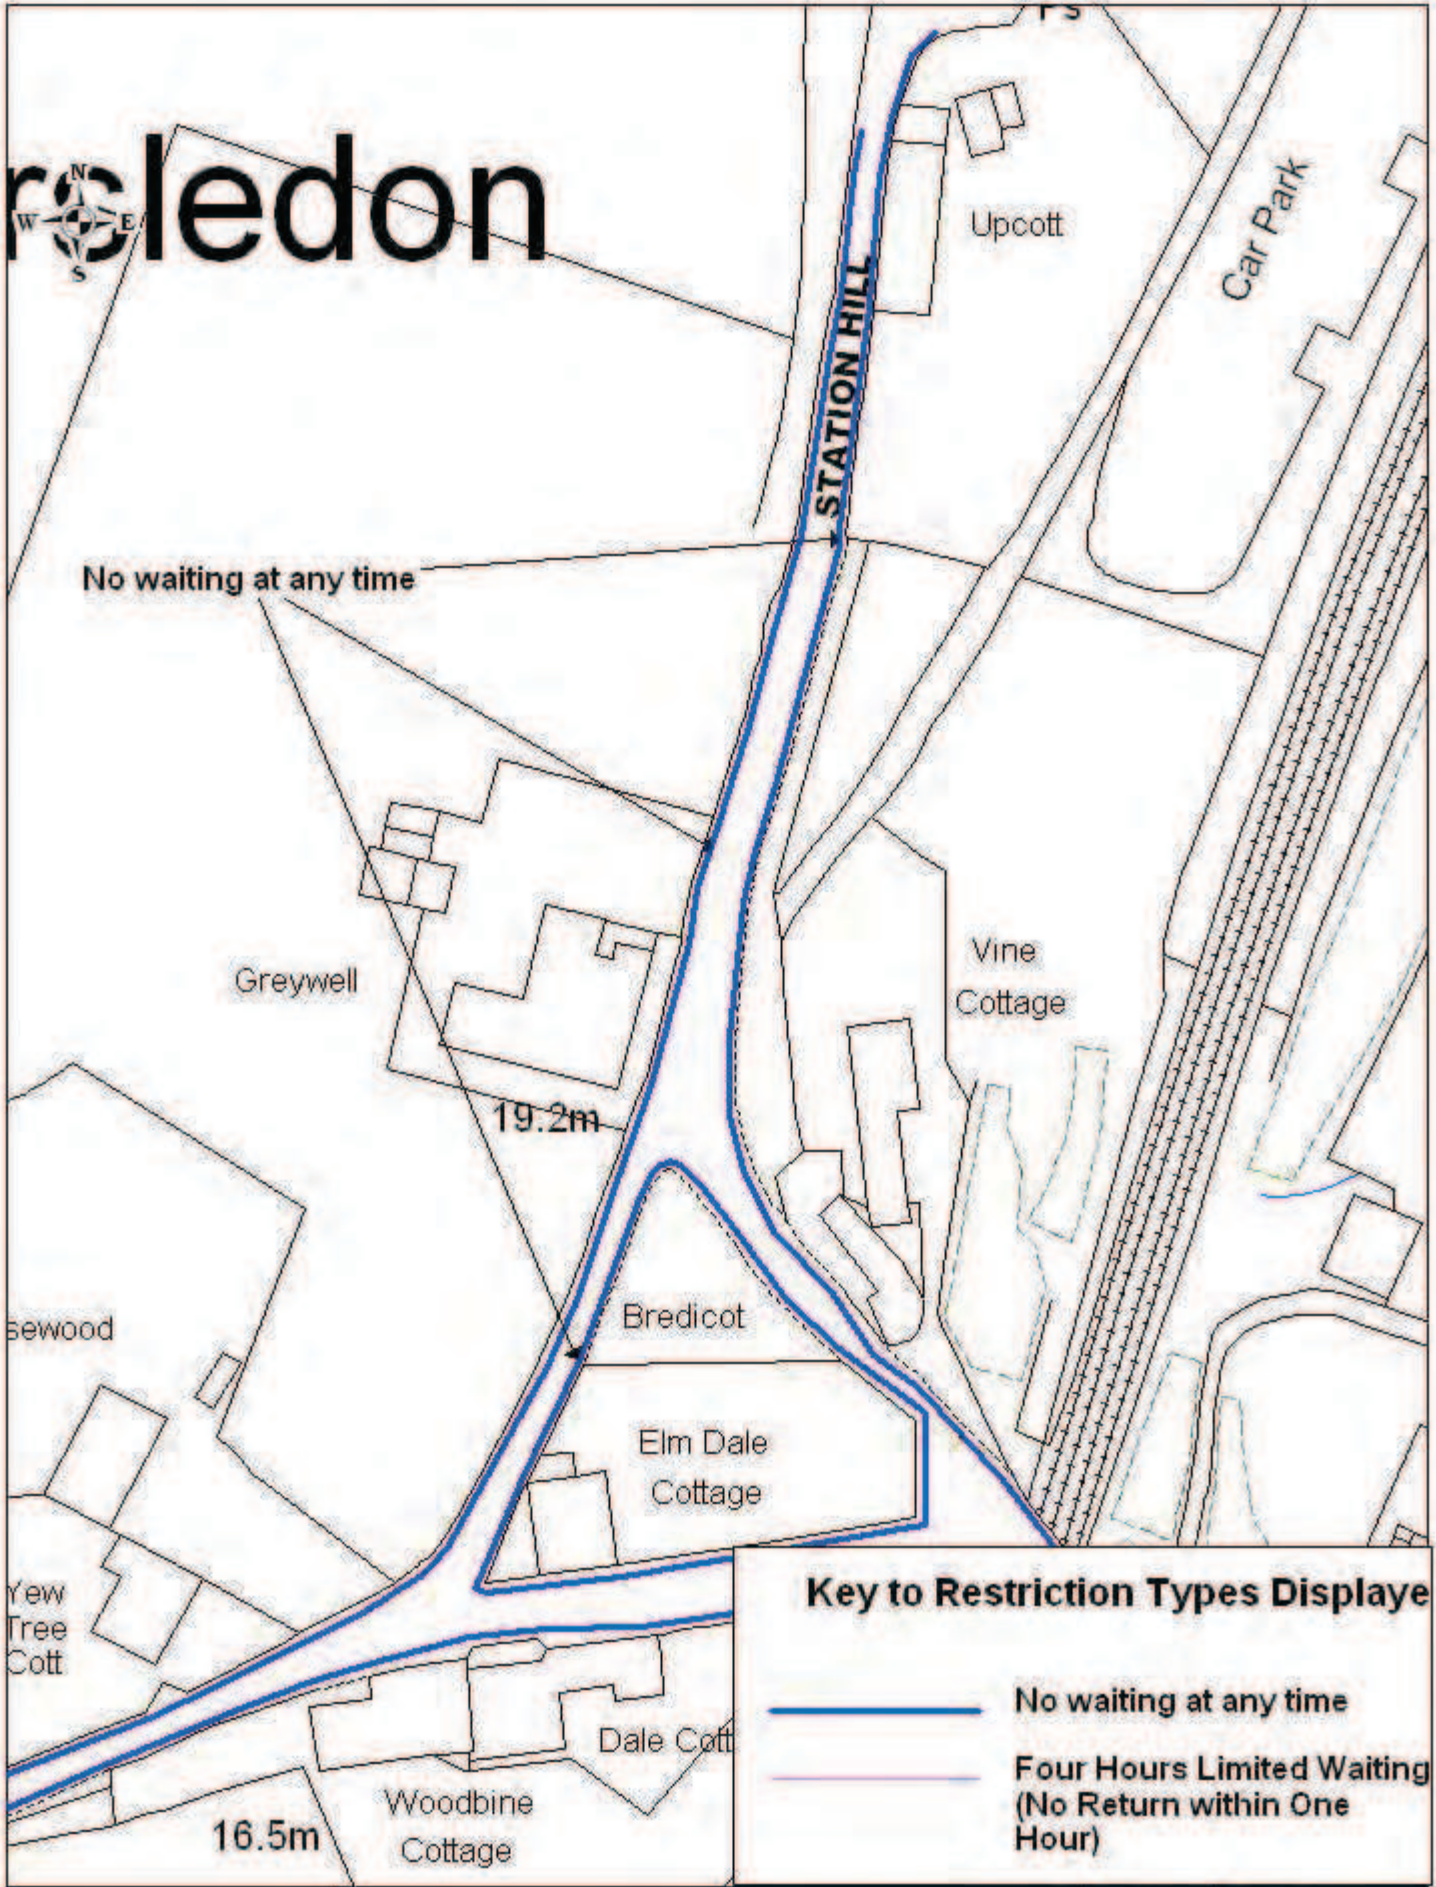 PS
rsledon
N
W E
S
Upcott
Car Park
STATION HILL
No waiting at any time
Greywell
Vine
Cottage
19.2m
Bredicot
sewood
Elm Dale
Cottage
Yew
Tree
Cott
Dale Cott
Woodbine
Cottage
16.5m
Key to Restriction Types Displaye
No waiting at any time
Four Hours Limited Waiting
(No Return within One
Hour)